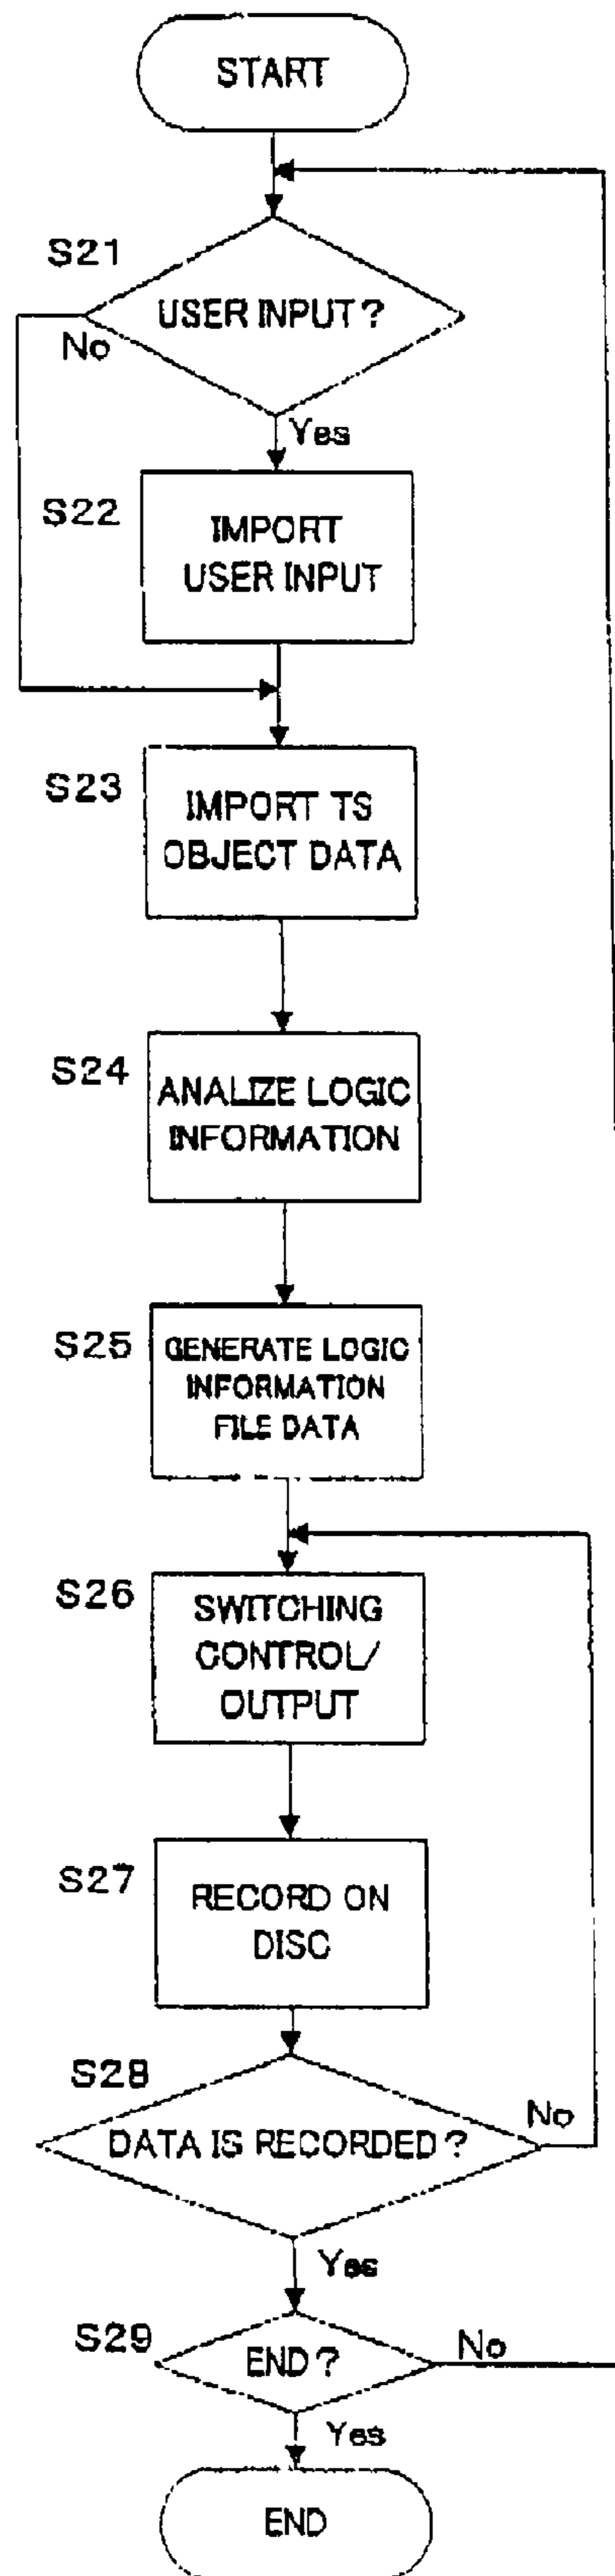 START
S21
USER INPUT?
No
Yes
S22
IMPORT
USER INPUT
S23
IMPORT TS
OBJECT DATA
S24
ANALIZE LOGIC
INFORMATION
S25
GENERATE LOGIC
INFORMATION
FILE DATA
S26
SWITCHING
CONTROL/
OUTPUT
S27
RECORD ON
DISC
S28
DATA IS RECORDED?
No
Yes
S29
END?
No
Yes
END